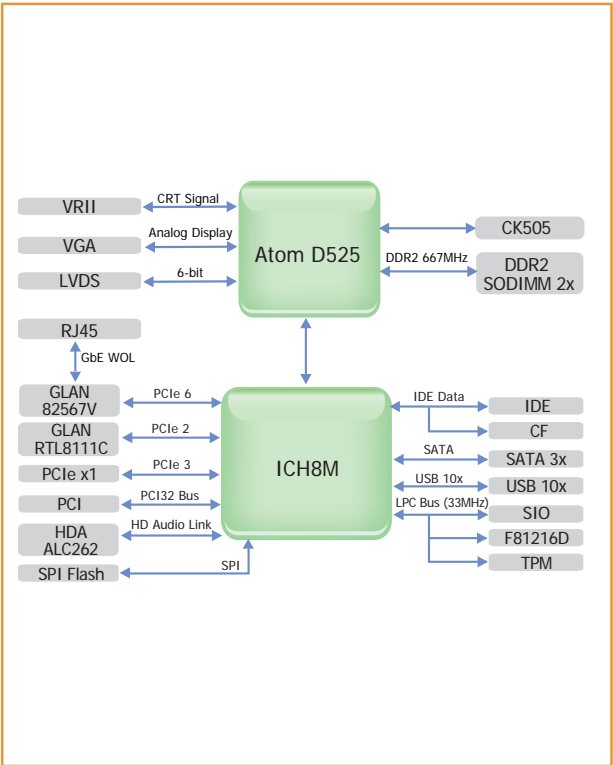 VRII
CRT Signal
VGA
Analog Display
LVDS
6-bit
Atom D525
CK505
DDR2 667MHz
DDR2
SODIMM 2x
RJ45
GbE WOL
GLAN
82567V
PCIe 6
GLAN
RTL8111C
PCIe 2
PCIe x1
PCIe 3
PCI
PCI32 Bus
HDA
ALC262
HD Audio Link
SPI Flash
SPI
ICH8M
IDE Data
IDE
CF
SATA
SATA 3x
USB 10x
USB 10x
LPC Bus (33MHz)
SIO
F81216D
TPM